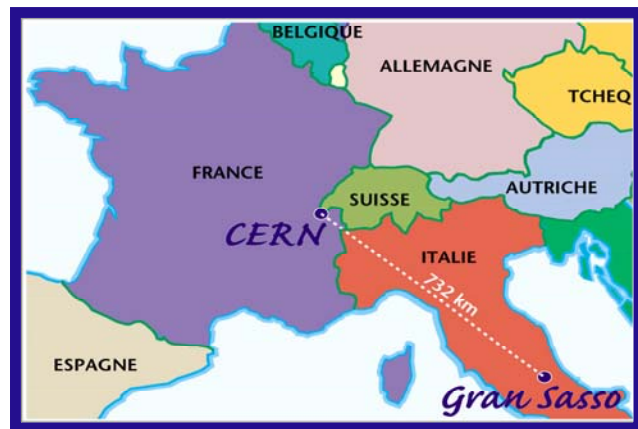 BELGIQUE
ALLEMAGNE
TCHEQ
FRANCE
SUISSE
AUTRICHE
CERN
ITALIE
732 km
ESPAGNE
Gran Sasso